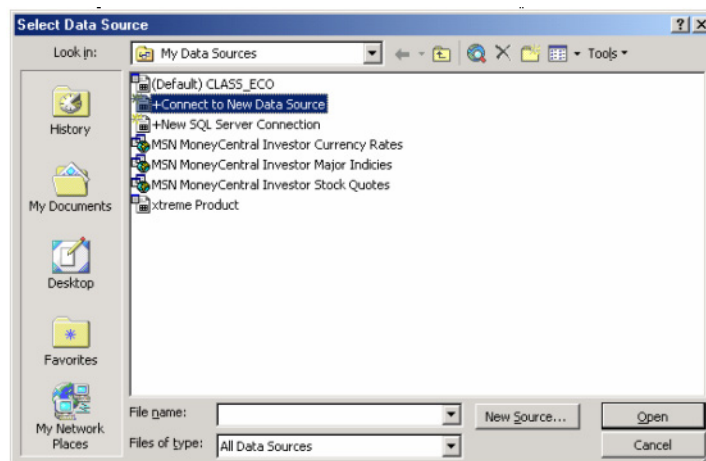 Select Data Source
Look in:
My Data Sources
Tools
(Default) CLASS_ECO
+Connect to New Data Source
+New SQL Server Connection
MSN MoneyCentral Investor Currency Rates
MSN MoneyCentral Investor Major Indicies
MSN MoneyCentral Investor Stock Quotes
xtreme Product
History
My Documents
Desktop
Favorites
My Network
Places
File name:
New Source...
Open
Files of type:
All Data Sources
Cancel